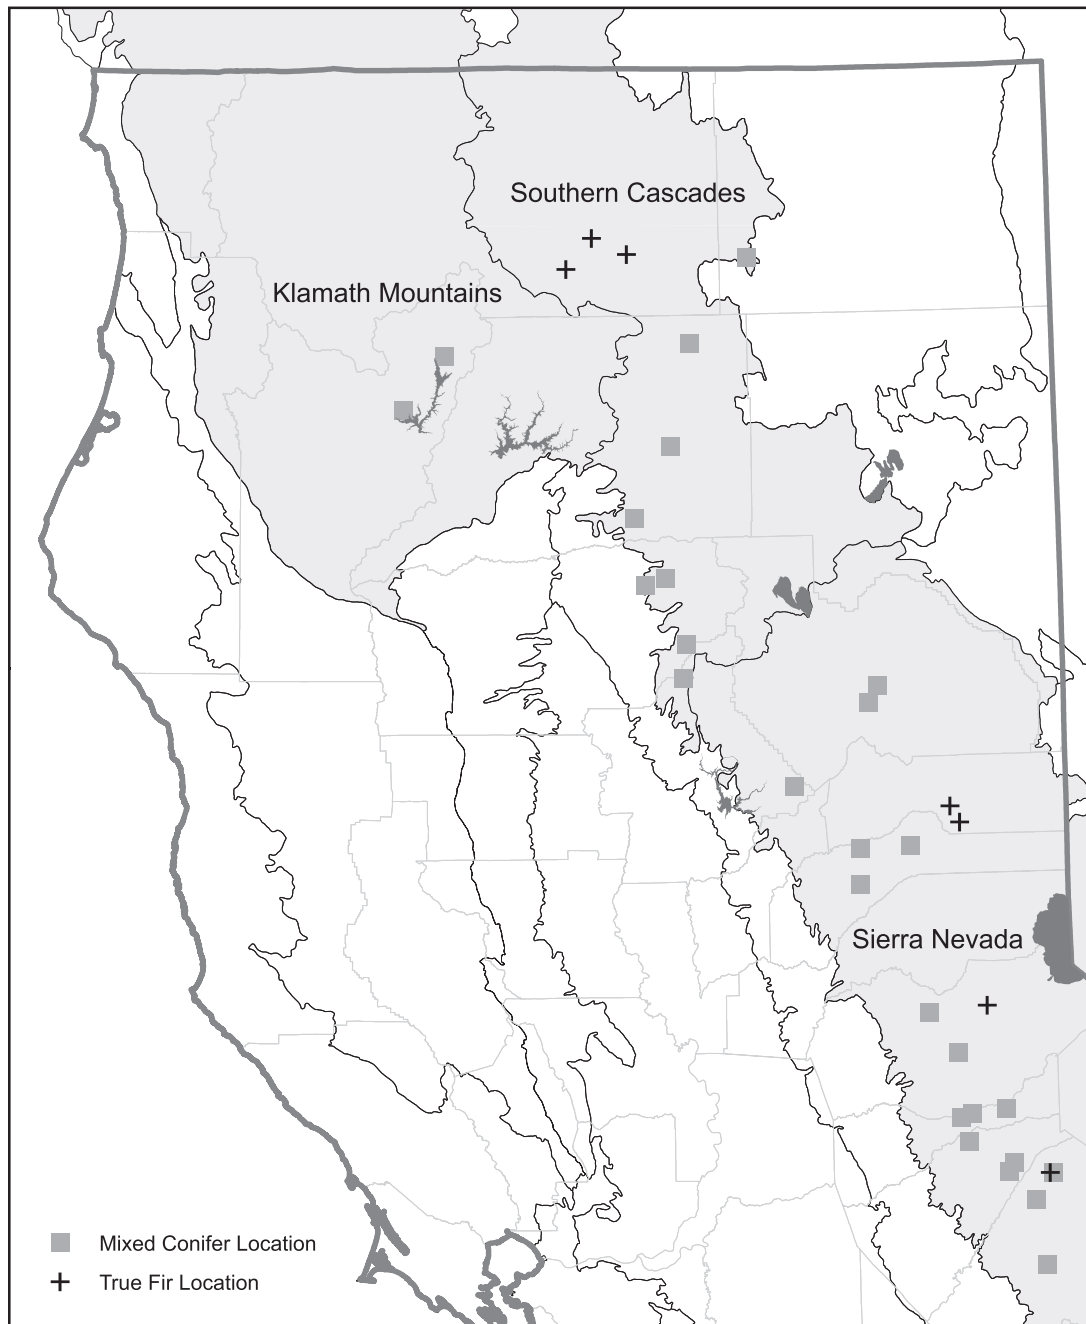 Southern Cascades
Klamath Mountains
Sierra Nevada
Mixed Conifer Location
True Fir Location